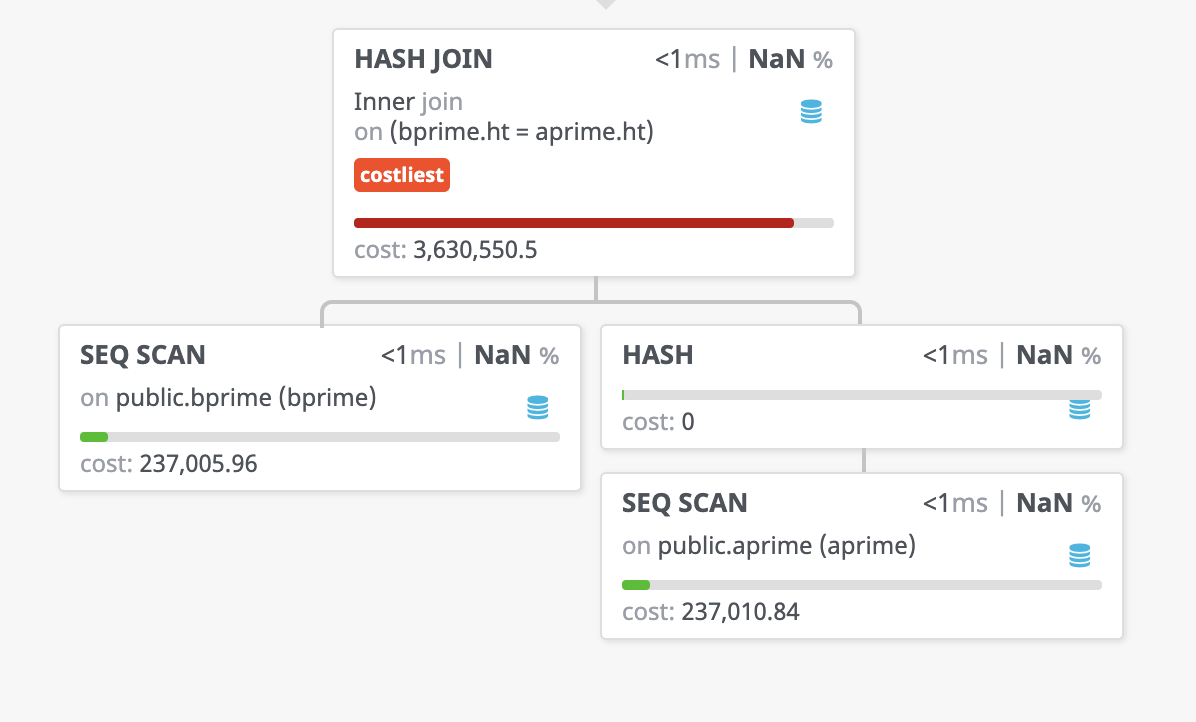 HASH JOIN <1ms | NaN %
Inner join
on (bprime.ht = aprime.ht)
costliest
cost: 3,630,550.5
SEQ SCAN <1ms | NaN %
on public.bprime (bprime)
cost: 237,005.96
HASH <1ms | NaN %
cost: 0
SEQ SCAN <1ms | NaN %
on public.aprime (aprime)
cost: 237,010.84